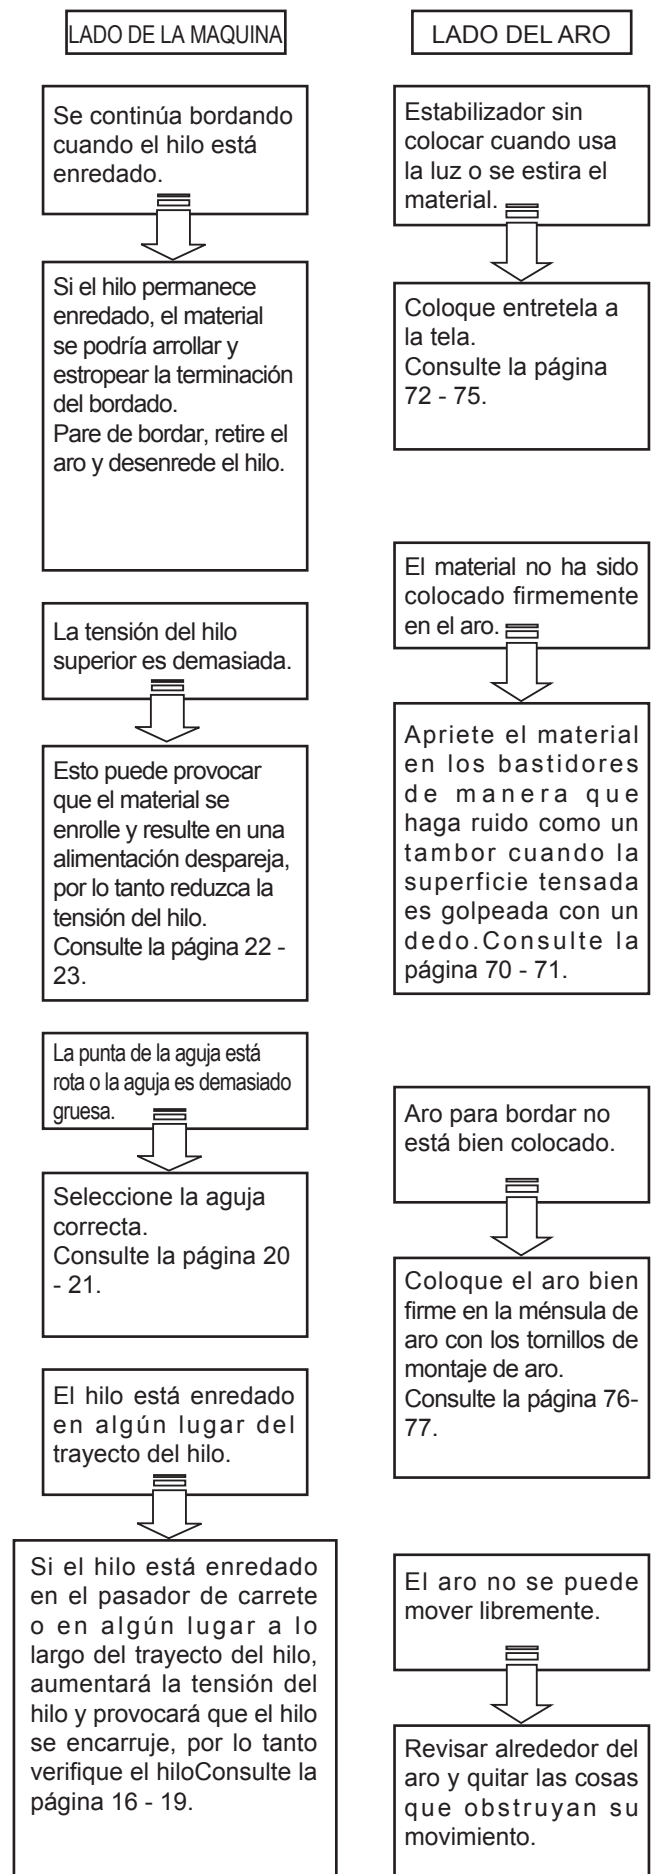 LADO DE LA MAQUINA
Se continúa bordando
cuando el hilo está
enredado.
Si el hilo permanece
enredado, el material
se podría arrollar y
estropear la terminación
del bordado.
Pare de bordar, retire el
aro y desenrede el hilo.
La tensión del hilo
superior es demasiada.
Esto puede provocar
que el material se
enrolle y resulte en una
alimentación despareja,
por lo tanto reduzca la
tensión del hilo.
Consulte la página 22 -
23.
La punta de la aguja está
rota o la aguja es demasiado
gruesa.
Seleccione la aguja
correcta.
Consulte la página 20
- 21.
El hilo está enredado
en algún lugar del
trayecto del hilo.
Si el hilo está enredado
en el pasador de carrete
o en algún lugar a lo
largo del trayecto del hilo,
aumentará la tensión del
hilo y provocará que el hilo
se encarruje, por lo tanto
verifique el hiloConsulte la
página 16 - 19.
LADO DEL ARO
Estabilizador sin
colocar cuando usa
la luz o se estira el
material.
Coloque entretela a
la tela.
Consulte la página
72 - 75.
El material no ha sido
colocado firmemente
en el aro.
Apriete el material
en los bastidores
de manera que
haga ruido como un
tambor cuando la
superficie tensada
es golpeada con un
dedo.Consulte la
página 70 - 71.
Aro para bordar no
está bien colocado.
Coloque el aro bien
firme en la ménsula de
aro con los tornillos de
montaje de aro.
Consulte la página 76-
77.
El aro no se puede
mover libremente.
Revisar alrededor del
aro y quitar las cosas
que obstruyan su
movimiento.